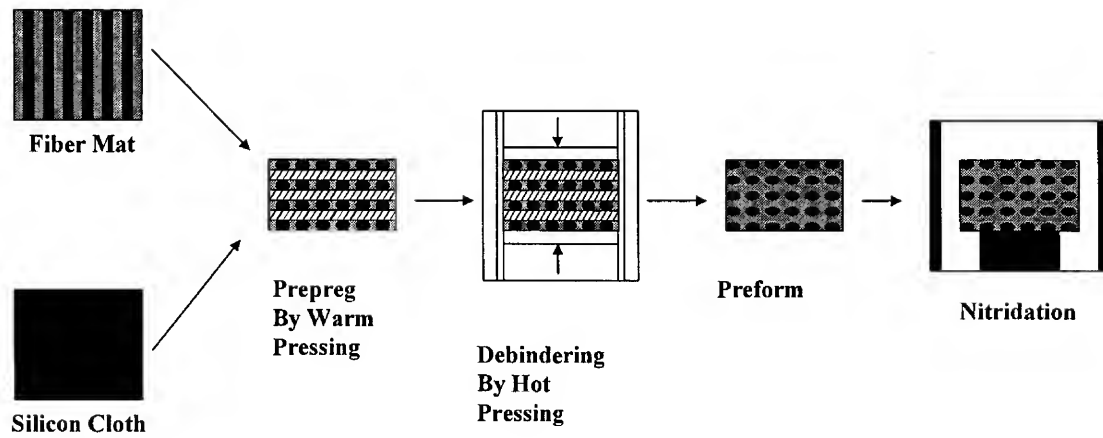 Fiber Mat
Silicon Cloth
Prepreg
By Warm
Pressing
Debindering
By Hot
Pressing
Preform
Nitridation